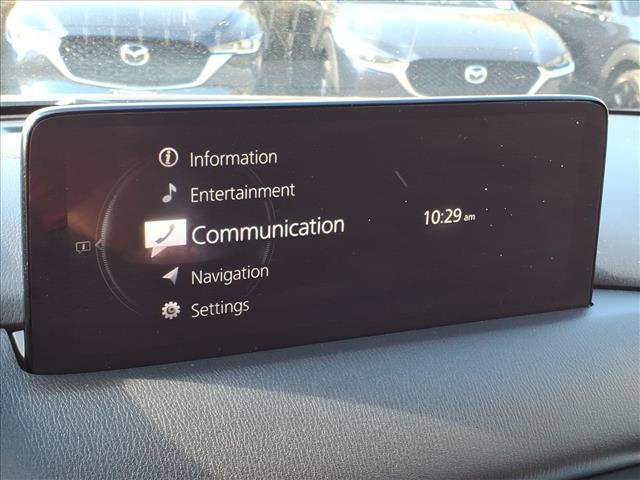 Information
Entertainment
Communication
10:29 am
Navigation
Settings